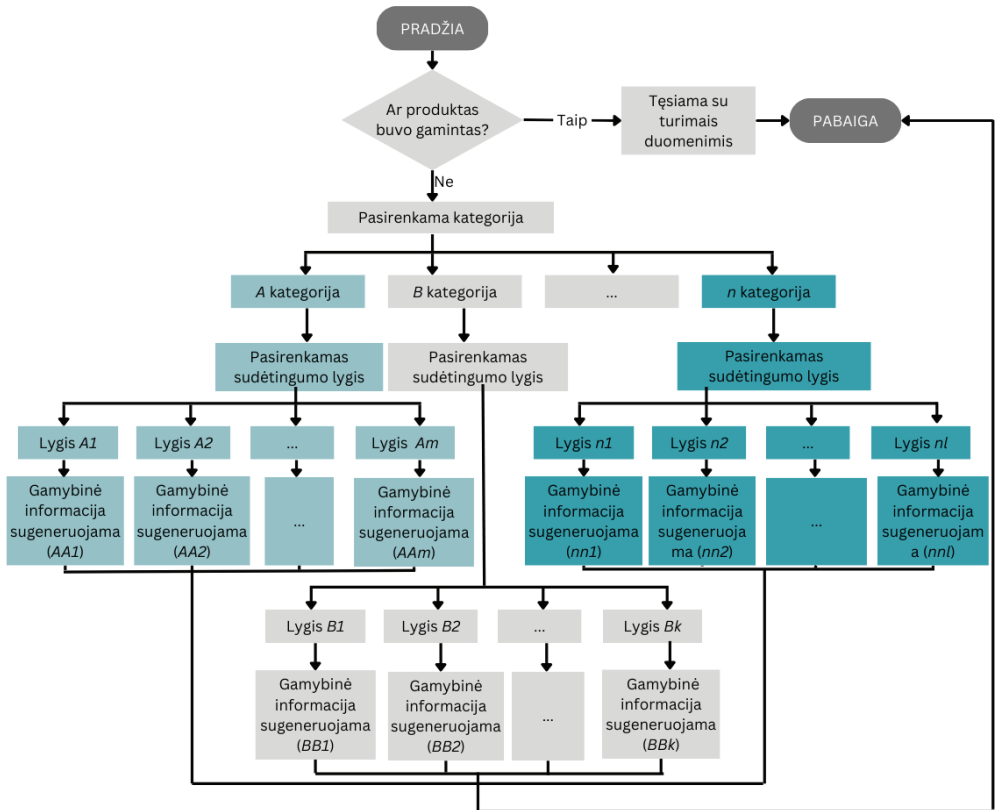 PRADŽIA
Ar produktas
buvo gamintas?
Taip
Tęsiama su
turimais
duomenimis
PABAIGA
Ne
Pasirenkama kategorija
A kategorija
B kategorija
...
n kategorija
Pasirenkamas
sudėtingumo lygis
Pasirenkamas
sudėtingumo lygis
Pasirenkamas
sudėtingumo lygis
Lygis A1
Lygis A2
...
Lygis Am
Lygis n1
Lygis n2
...
Lygis nl
Gamybinė
informacija
sugeneruojama
(AA1)
Gamybinė
informacija
sugeneruojama
(AA2)
...
Gamybinė
informacija
sugeneruojama
(AAm)
Gamybinė
informacija
sugeneruojama
(nn1)
Gamybinė
informacija
sugeneruoja
ma (nn2)
...
Gamybinė
informacija
sugeneruojam
a (nnl)
Lygis B1
Lygis B2
...
Lygis Bk
Gamybinė
informacija
sugeneruojama
(BB1)
Gamybinė
informacija
sugeneruojama
(BB2)
...
Gamybinė
informacija
sugeneruojama
(BBk)